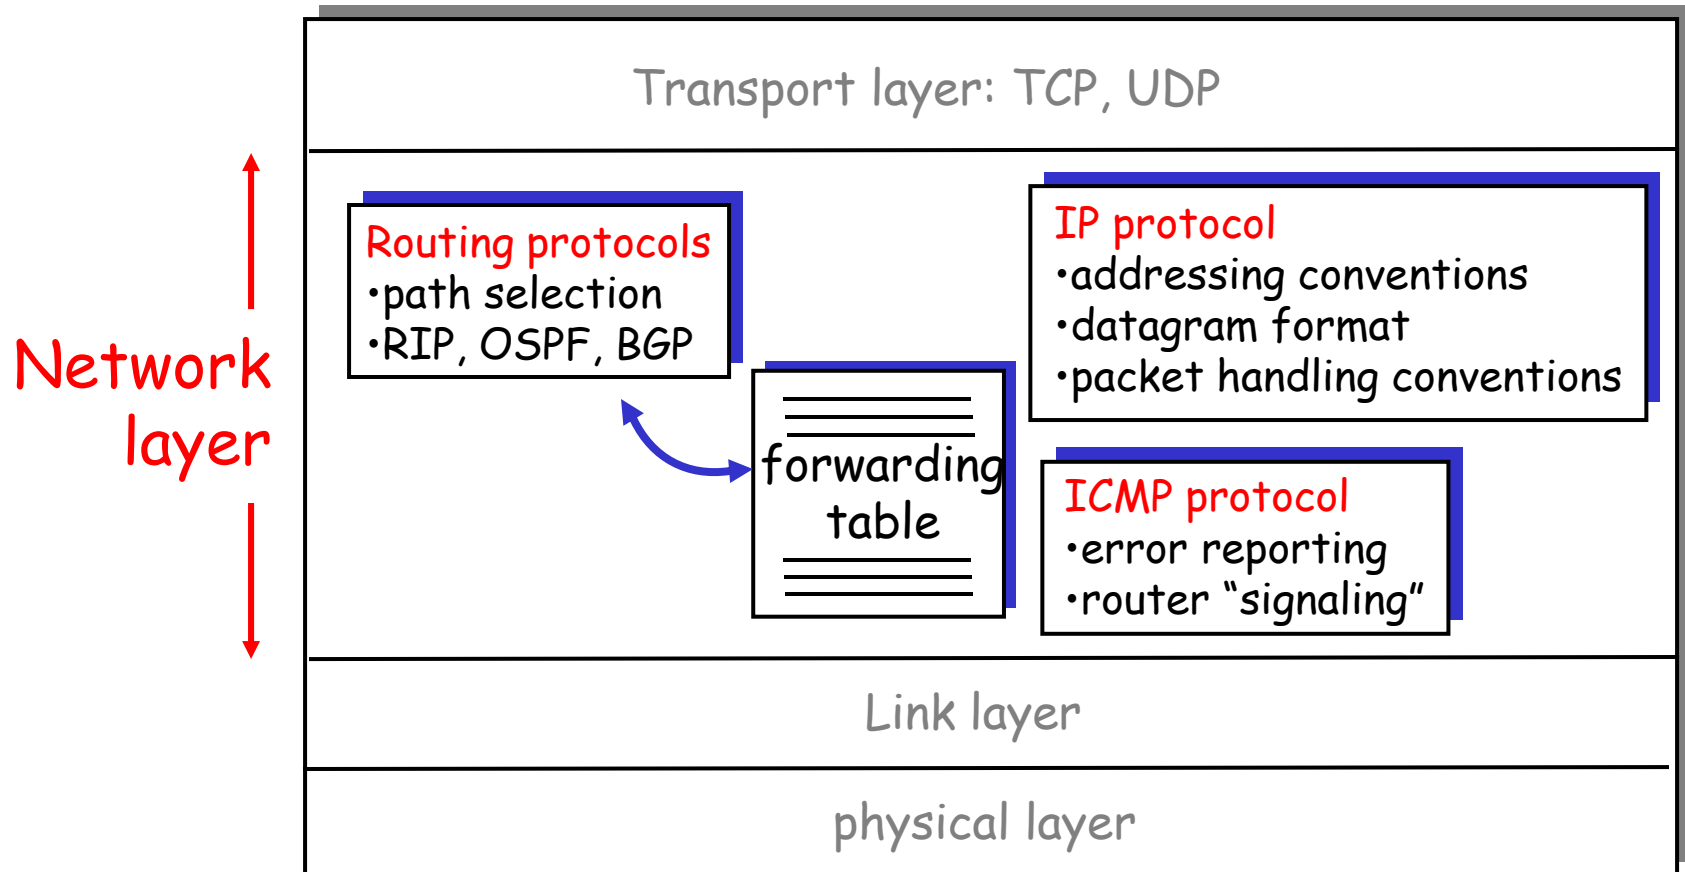 Transport layer: TCP, UDP
Network
layer
Routing protocols
•path selection
•RIP, OSPF, BGP
forwarding
table
IP protocol
•addressing conventions
•datagram format
•packet handling conventions
ICMP protocol
•error reporting
•router “signaling”
Link layer
physical layer